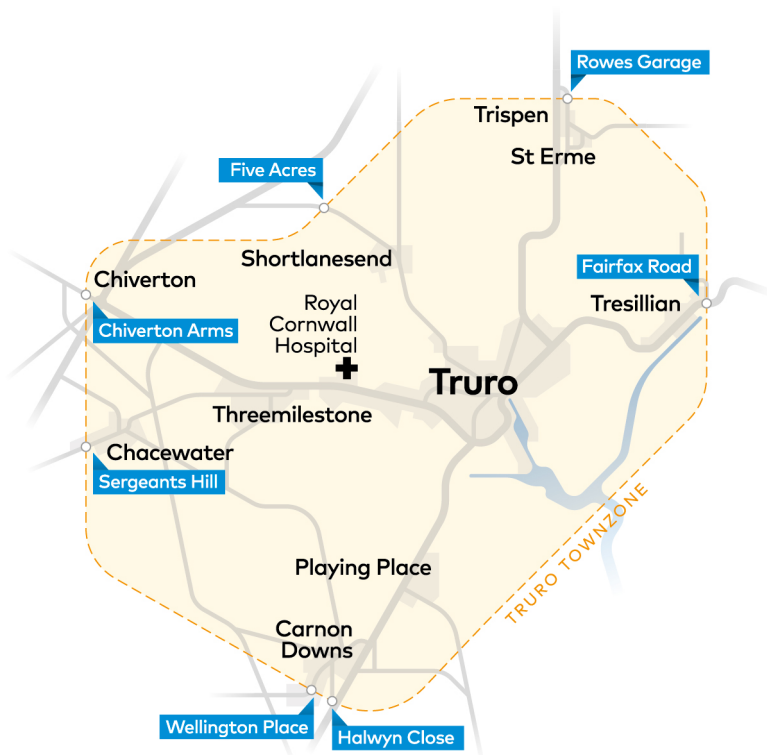 Rowes Garage
Trispen
St Erme
Five Acres
Shortlanesend
Fairfax Road
Chiverton
Tresillian
Royal
Cornwall
Hospital
Chiverton Arms
Truro
Threemilestone
Chacewater
Sergeants Hill
TRURO TOWNZONE
Playing Place
Carnon
Downs
Wellington Place
Halwyn Close